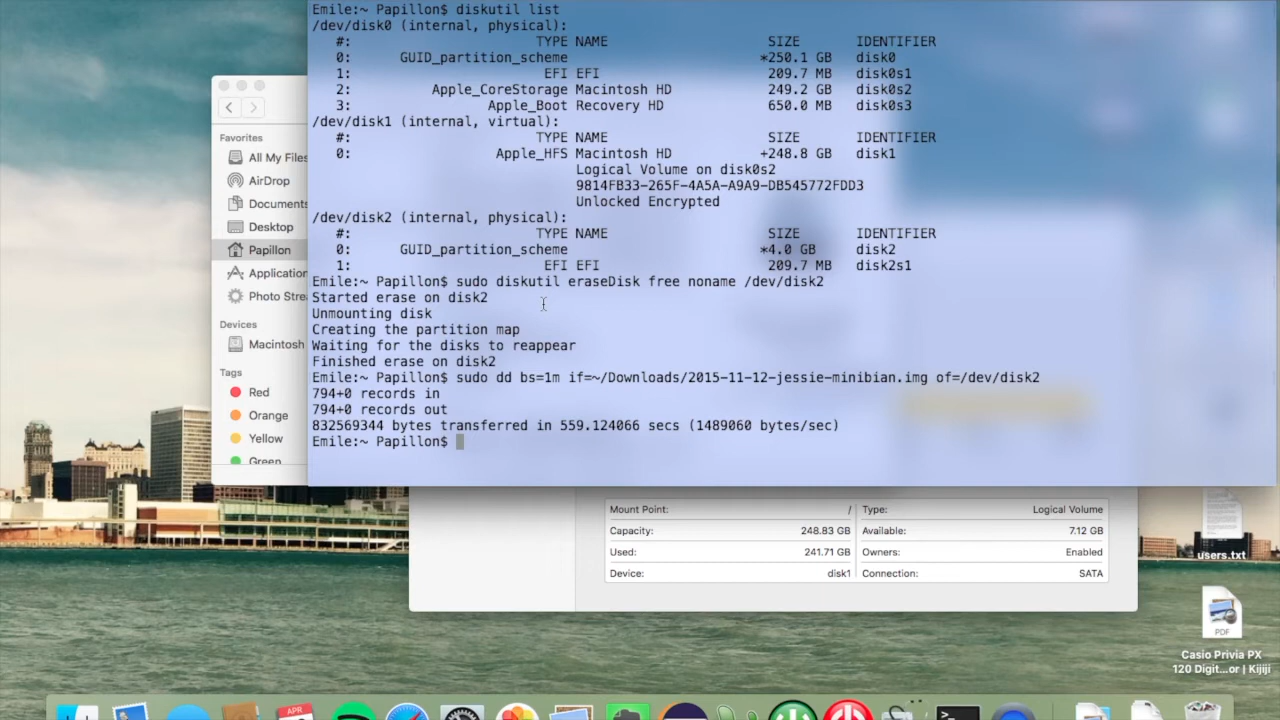 Emile:~ Papillon$ diskutil list
/dev/disk0 (internal, physical):
#: TYPE NAME SIZE IDENTIFIER
0: GUID_partition_scheme *250.1 GB disk0
1: EFI EFI 209.7 MB disk0s1
2: Apple_CoreStorage Macintosh HD 249.2 GB disk0s2
3: Apple_Boot Recovery HD 650.0 MB disk0s3
/dev/disk1 (internal, virtual):
#: TYPE NAME SIZE IDENTIFIER
0: Apple_HFS Macintosh HD +248.8 GB disk1
Logical Volume on disk0s2
9814FB33-265F-4A5A-A9A9-DB545772FDD3
Unlocked Encrypted
/dev/disk2 (internal, physical):
#: TYPE NAME SIZE IDENTIFIER
0: GUID_partition_scheme *4.0 GB disk2
1: EFI EFI 209.7 MB disk2s1
Emile:~ Papillon$ sudo diskutil eraseDisk free noname /dev/disk2
Started erase on disk2
Unmounting disk
Creating the partition map
Waiting for the disks to reappear
Finished erase on disk2
Emile:~ Papillon$ sudo dd bs=1m if=~/Downloads/2015-11-12-jessie-minibian.img of=/dev/disk2
794+0 records in
794+0 records out
832569344 bytes transferred in 559.124066 secs (1489060 bytes/sec)
Emile:~ Papillon$
Favorites
All My Files
AirDrop
Documents
Desktop
Papillon
Application
Photo Stre
Devices
Macintosh
Tags
Red
Orange
Yellow
Green
Mount Point: / Type: Logical Volume
Capacity: 248.83 GB Available: 7.12 GB
Used: 241.71 GB Owners: Enabled
Device: disk1 Connection: SATA
users.txt
PDF
Casio Privia PX
120 Digit...or | Kijiji
APR